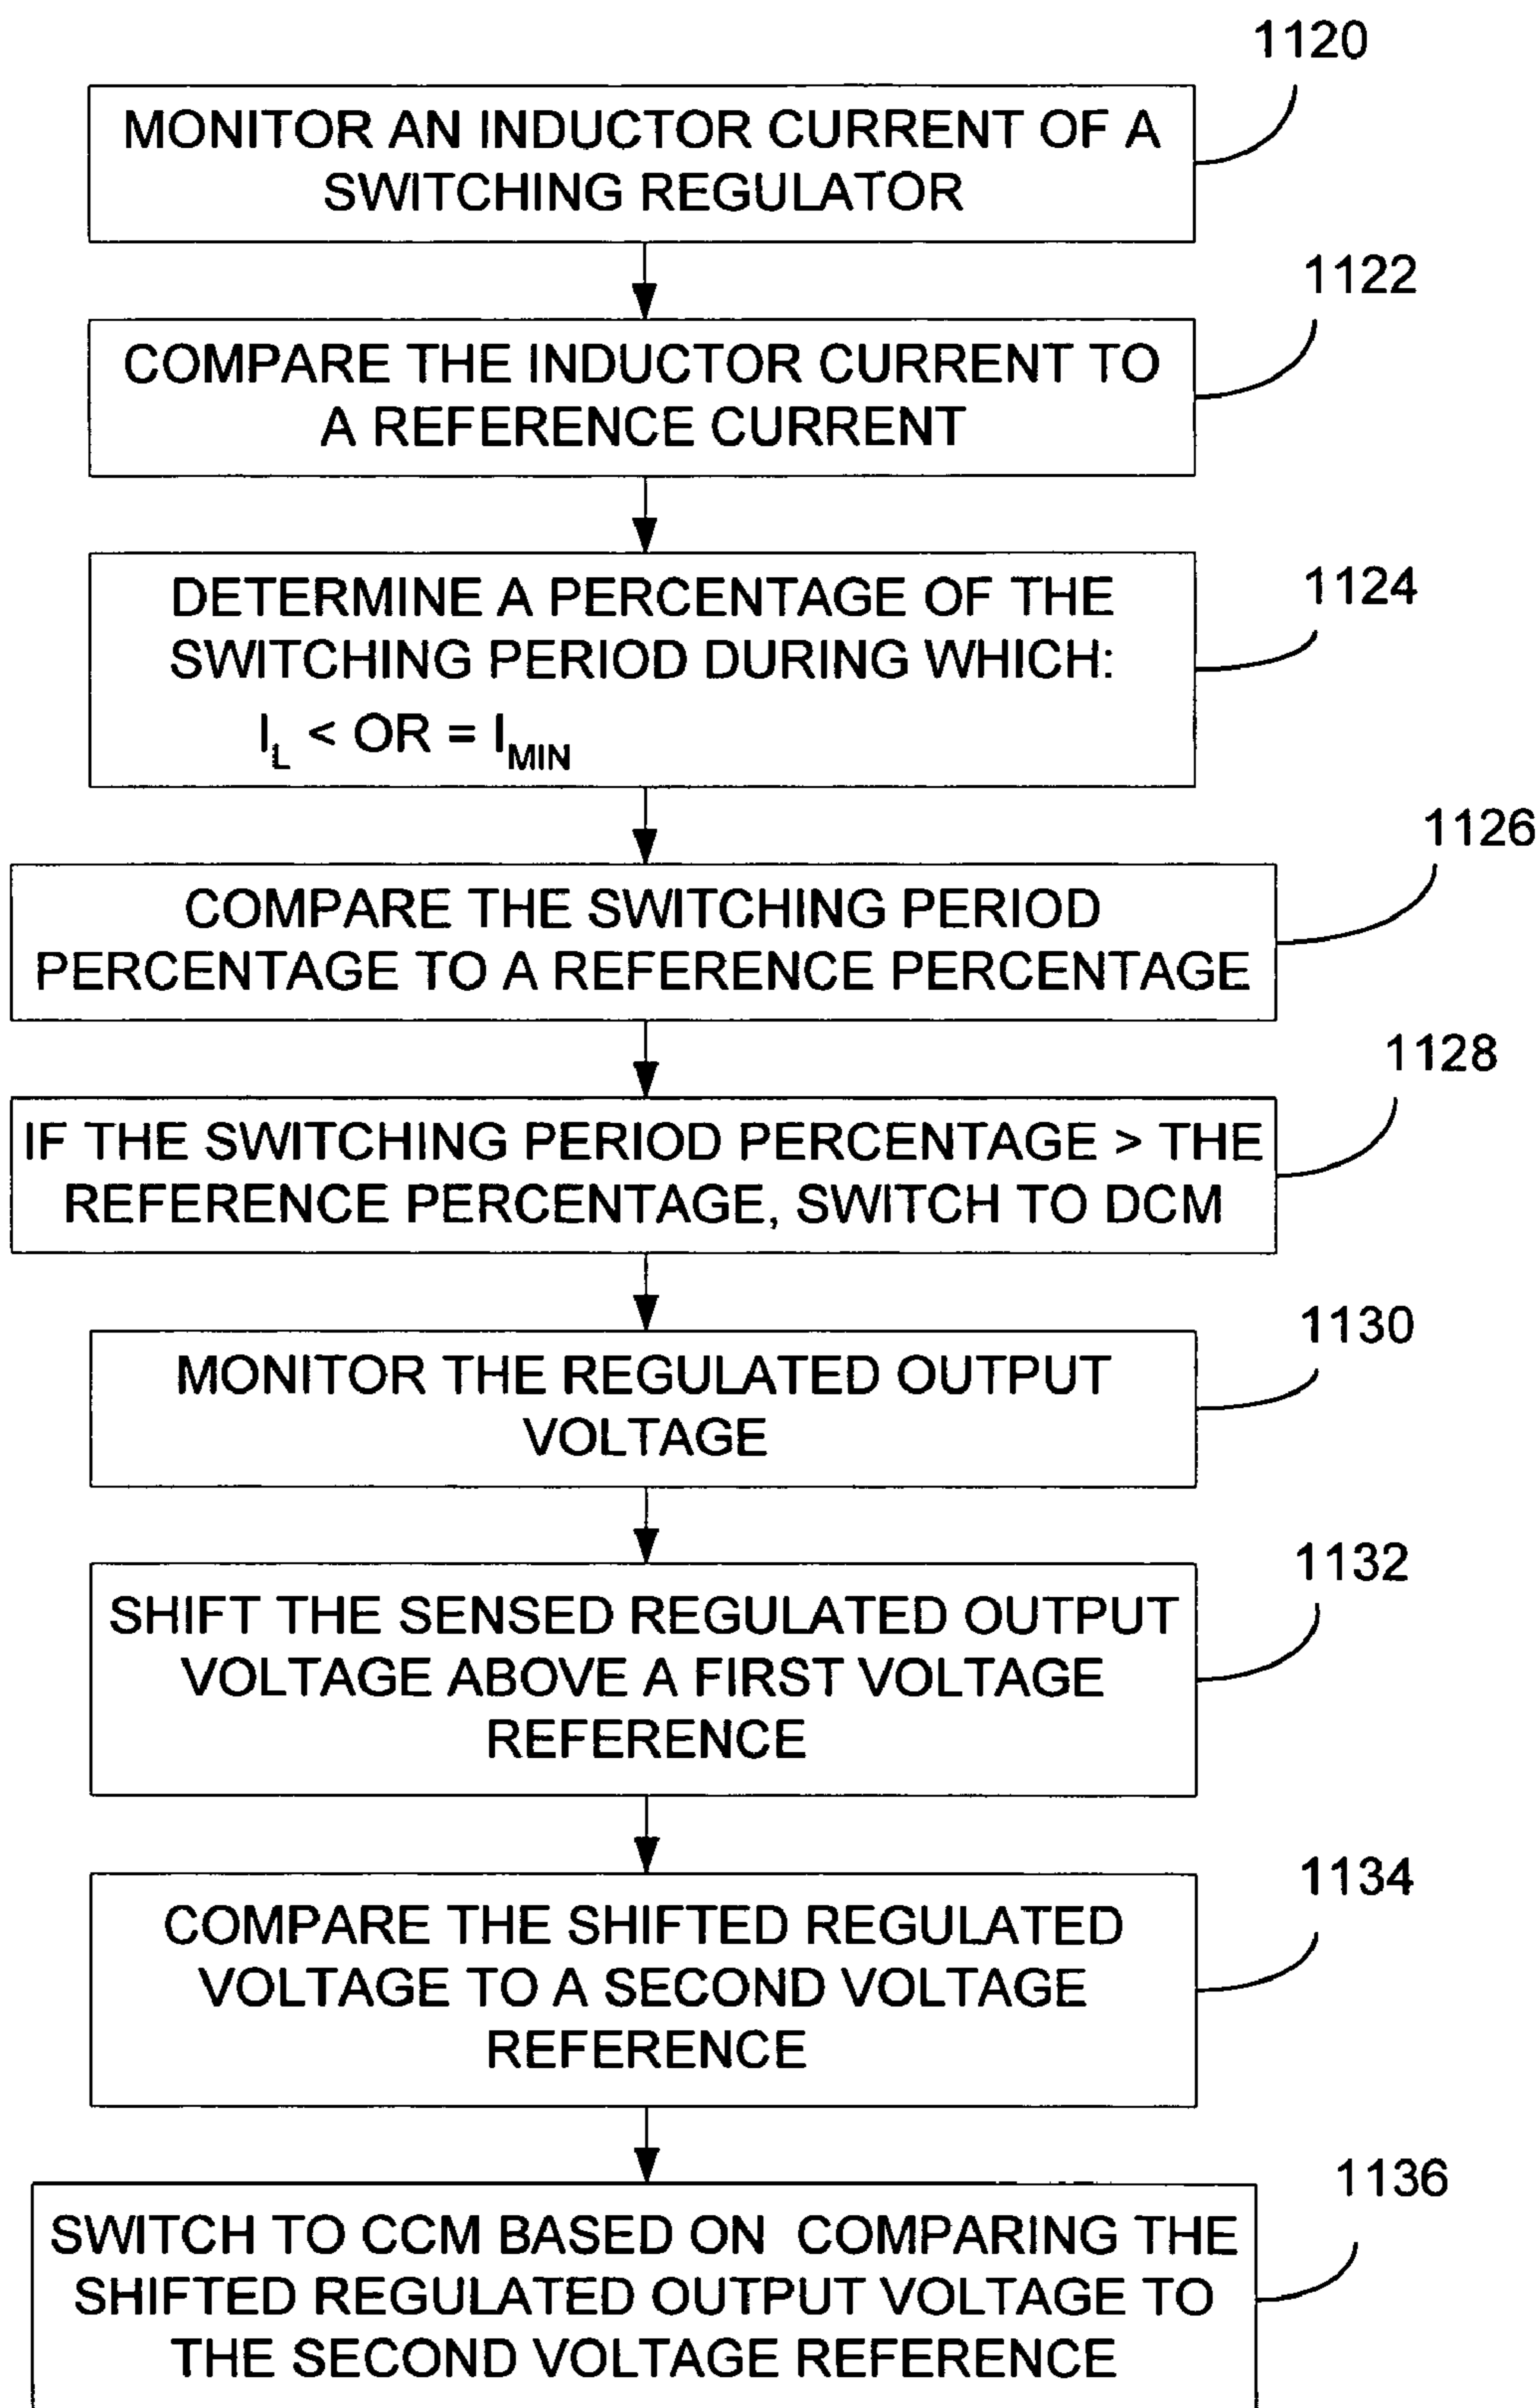 1120
MONITOR AN INDUCTOR CURRENT OF A
SWITCHING REGULATOR
1122
COMPARE THE INDUCTOR CURRENT TO
A REFERENCE CURRENT
1124
DETERMINE A PERCENTAGE OF THE
SWITCHING PERIOD DURING WHICH:
I_L < OR = I_MIN
1126
COMPARE THE SWITCHING PERIOD
PERCENTAGE TO A REFERENCE PERCENTAGE
1128
IF THE SWITCHING PERIOD PERCENTAGE > THE
REFERENCE PERCENTAGE, SWITCH TO DCM
1130
MONITOR THE REGULATED OUTPUT
VOLTAGE
1132
SHIFT THE SENSED REGULATED OUTPUT
VOLTAGE ABOVE A FIRST VOLTAGE
REFERENCE
1134
COMPARE THE SHIFTED REGULATED
VOLTAGE TO A SECOND VOLTAGE
REFERENCE
1136
SWITCH TO CCM BASED ON COMPARING THE
SHIFTED REGULATED OUTPUT VOLTAGE TO
THE SECOND VOLTAGE REFERENCE